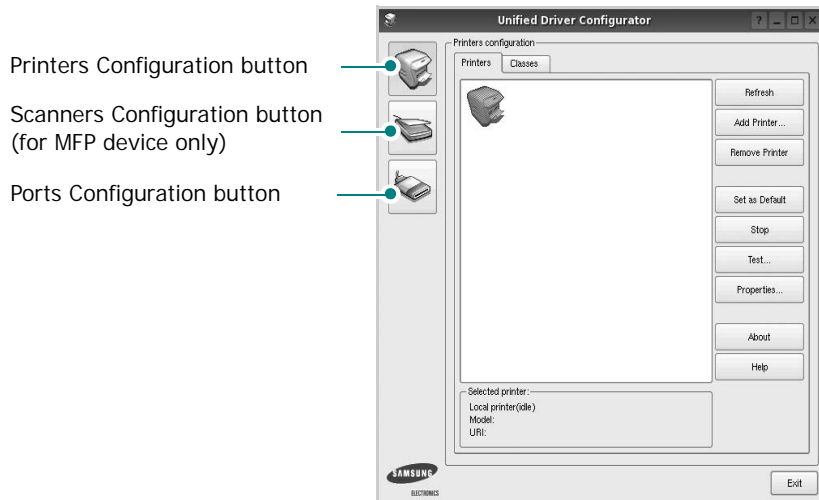 Unified Driver Configurator
Printers Configuration button
Scanners Configuration button
(for MFP device only)
Ports Configuration button
Printers configuration
Printers
Classes
Refresh
Add Printer...
Remove Printer
Set as Default
Stop
Test...
Properties...
About
Help
Selected printer:
Local printer(idle)
Model:
URI:
SAMSUNG
ELECTRONICS
Exit